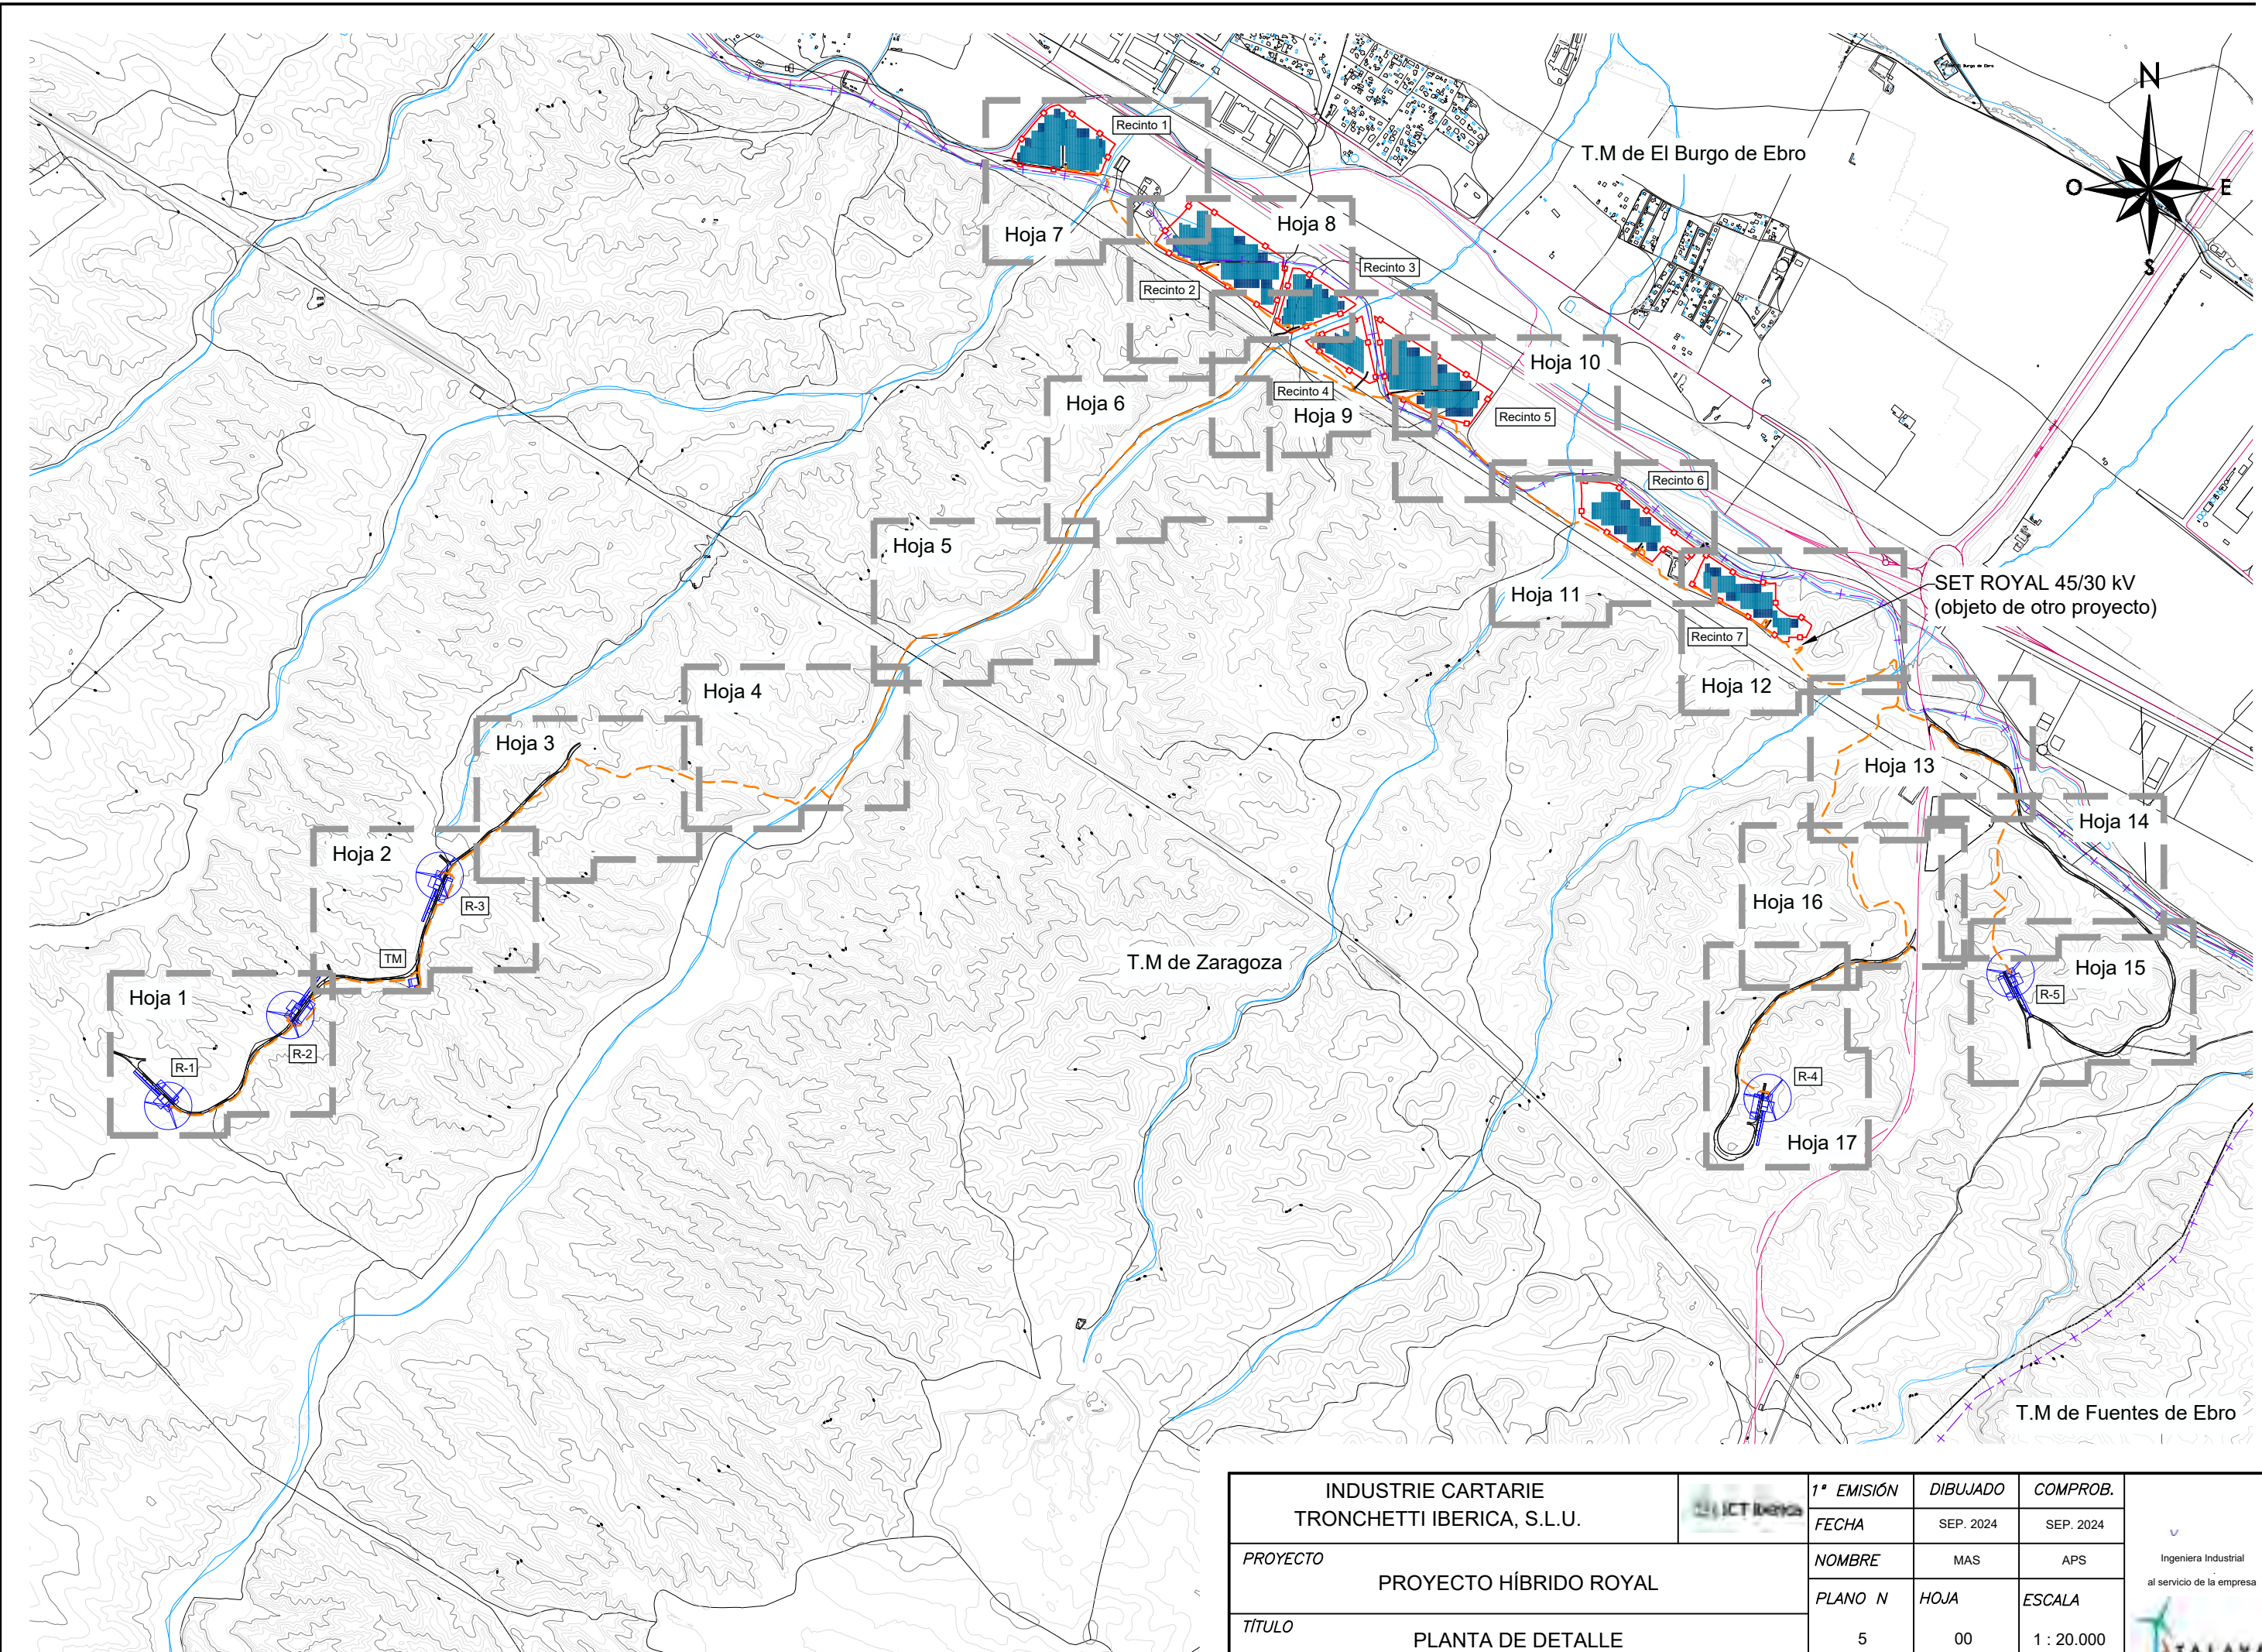 N
O
E
S
T.M de El Burgo de Ebro
Recinto 1
Hoja 7
Hoja 8
Recinto 2
Recinto 3
Hoja 10
Hoja 6
Recinto 4
Hoja 9
Recinto 5
Recinto 6
Hoja 5
Hoja 11
SET ROYAL 45/30 kV
(objeto de otro proyecto)
Recinto 7
Hoja 12
Hoja 4
Hoja 3
Hoja 13
Hoja 14
Hoja 2
R-3
Hoja 16
TM
T.M de Zaragoza
Hoja 15
Hoja 1
R-5
R-2
R-1
R-4
Hoja 17
T.M de Fuentes de Ebro
INDUSTRIE CARTARIE
TRONCHETTI IBERICA, S.L.U.
ICT Iberica
1ª EMISIÓN
DIBUJADO
COMPROB.
FECHA
SEP. 2024
SEP. 2024
NOMBRE
MAS
APS
Ingeniera Industrial
al servicio de la empresa
PROYECTO
PROYECTO HÍBRIDO ROYAL
PLANO N
HOJA
ESCALA
5
00
1 : 20.000
TÍTULO
PLANTA DE DETALLE